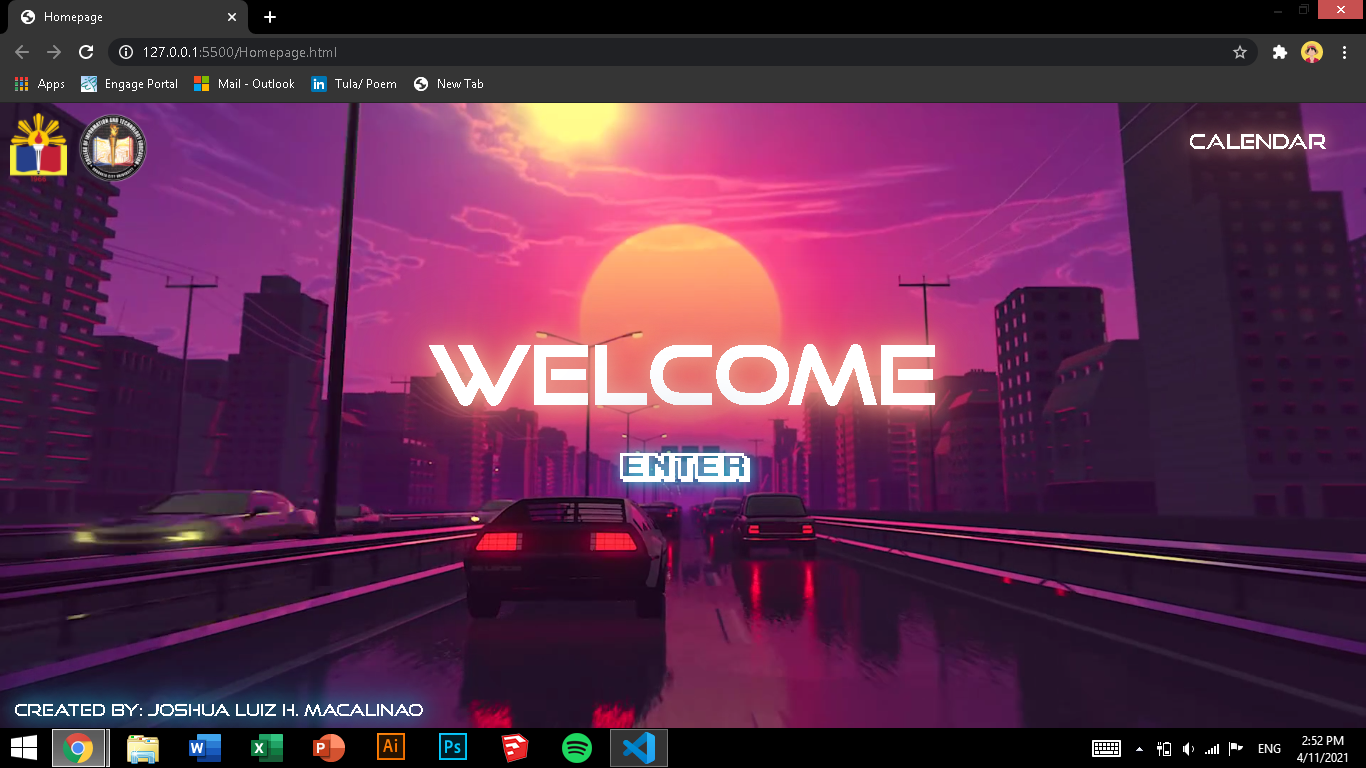 Homepage
127.0.0.1:5500/Homepage.html
Apps
Engage Portal
Mail - Outlook
Tula/ Poem
New Tab
CALENDAR
WELCOME
ENTER
CREATED BY: JOSHUA LUIZ H. MACALINAO
ENG
2:52 PM
4/11/2021